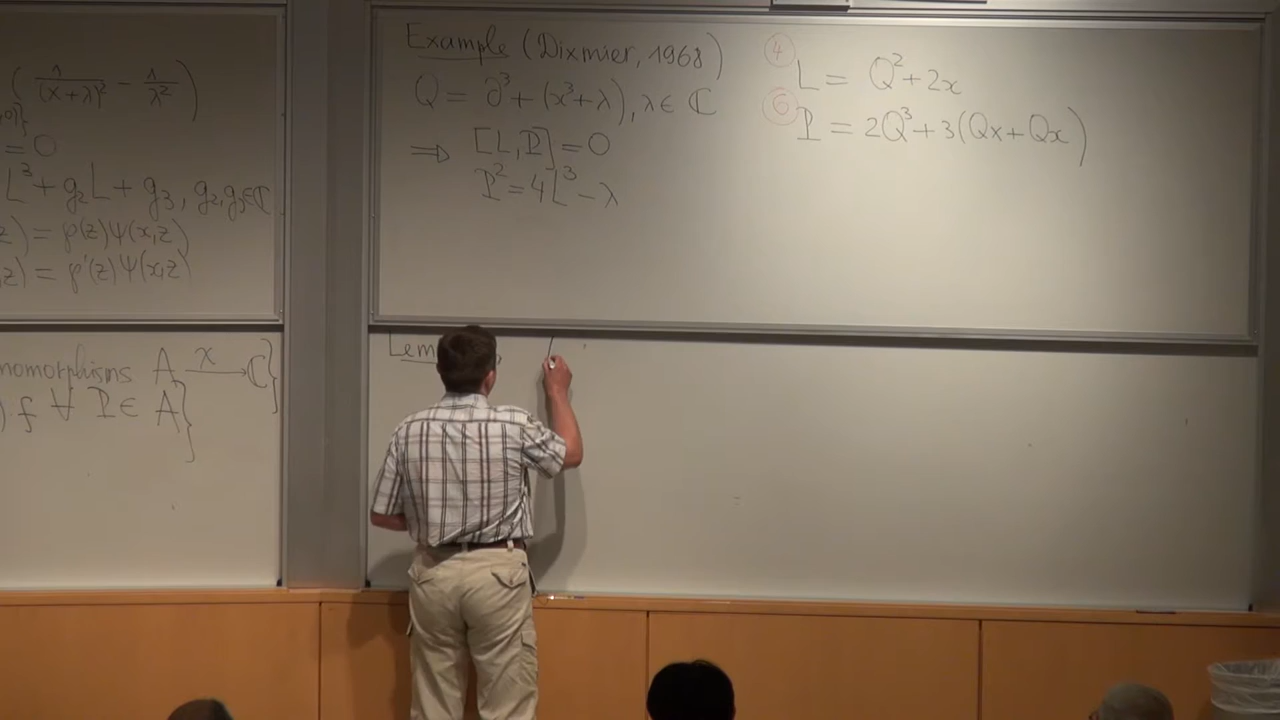 ( 1/(x+λ)² - 1/λ² )
= 0
L³ + g₂L + g₃, g₂,g₃∈ℂ
z) = ℘(z)Ψ(x,z)
z) = ℘'(z)Ψ(x,z)
nomorphisms A —χ→ ℂ}
) f ∀ P ∈ A}
Example (Dixmier, 1968)
Q = ∂³ + (x³+λ), λ∈ ℂ
⟹ [L, P] = 0
P² = 4L³ - λ
④ L = Q² + 2x
⑥ P = 2Q³ + 3(Qx + Qx)
Lem